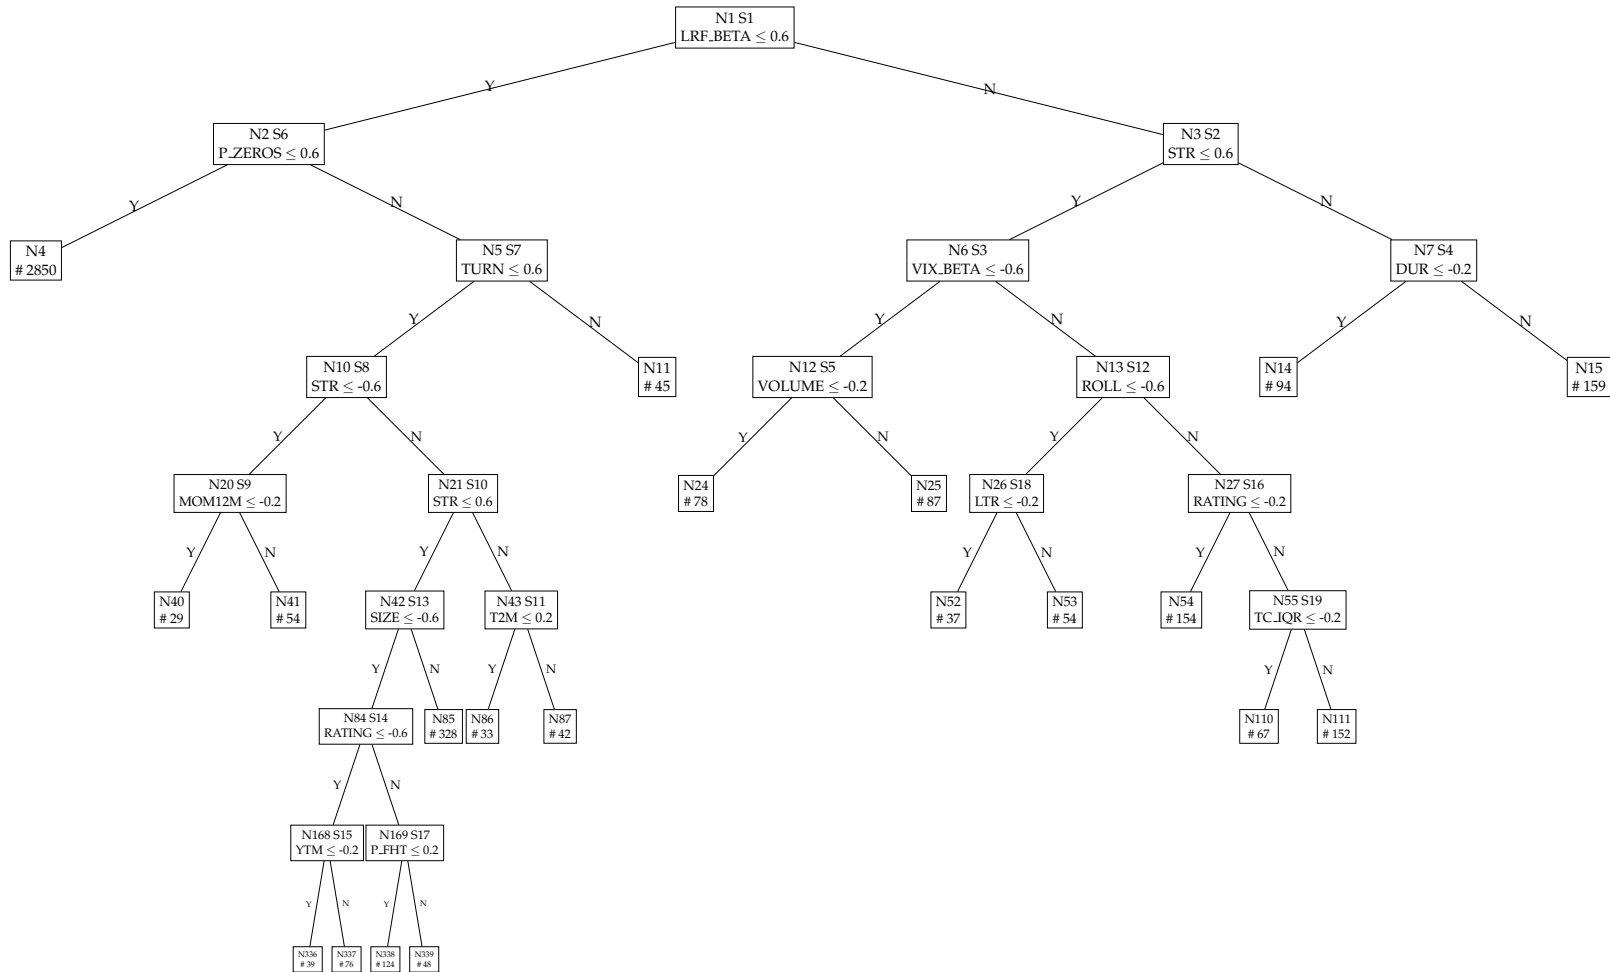 N1 S1
LRF_BETA ≤ 0.6
Y
N
N2 S6
P_ZEROS ≤ 0.6
N3 S2
STR ≤ 0.6
Y
N
Y
N
N4
# 2850
N5 S7
TURN ≤ 0.6
N6 S3
VIX_BETA ≤ -0.6
N7 S4
DUR ≤ -0.2
Y
N
Y
N
Y
N
N10 S8
STR ≤ -0.6
N11
# 45
N12 S5
VOLUME ≤ -0.2
N13 S12
ROLL ≤ -0.6
N14
# 94
N15
# 159
Y
N
Y
N
Y
N
N20 S9
MOM12M ≤ -0.2
N21 S10
STR ≤ 0.6
N24
# 78
N25
# 87
N26 S18
LTR ≤ -0.2
N27 S16
RATING ≤ -0.2
Y
N
Y
N
Y
N
Y
N
N40
# 29
N41
# 54
N42 S13
SIZE ≤ -0.6
N43 S11
T2M ≤ 0.2
N52
# 37
N53
# 54
N54
# 154
N55 S19
TC_IQR ≤ -0.2
Y
N
Y
N
Y
N
N84 S14
RATING ≤ -0.6
N85
# 328
N86
# 33
N87
# 42
N110
# 67
N111
# 152
Y
N
N168 S15
YTM ≤ -0.2
N169 S17
P_FHT ≤ 0.2
Y
N
Y
N
N336
# 39
N337
# 76
N338
# 124
N339
# 48